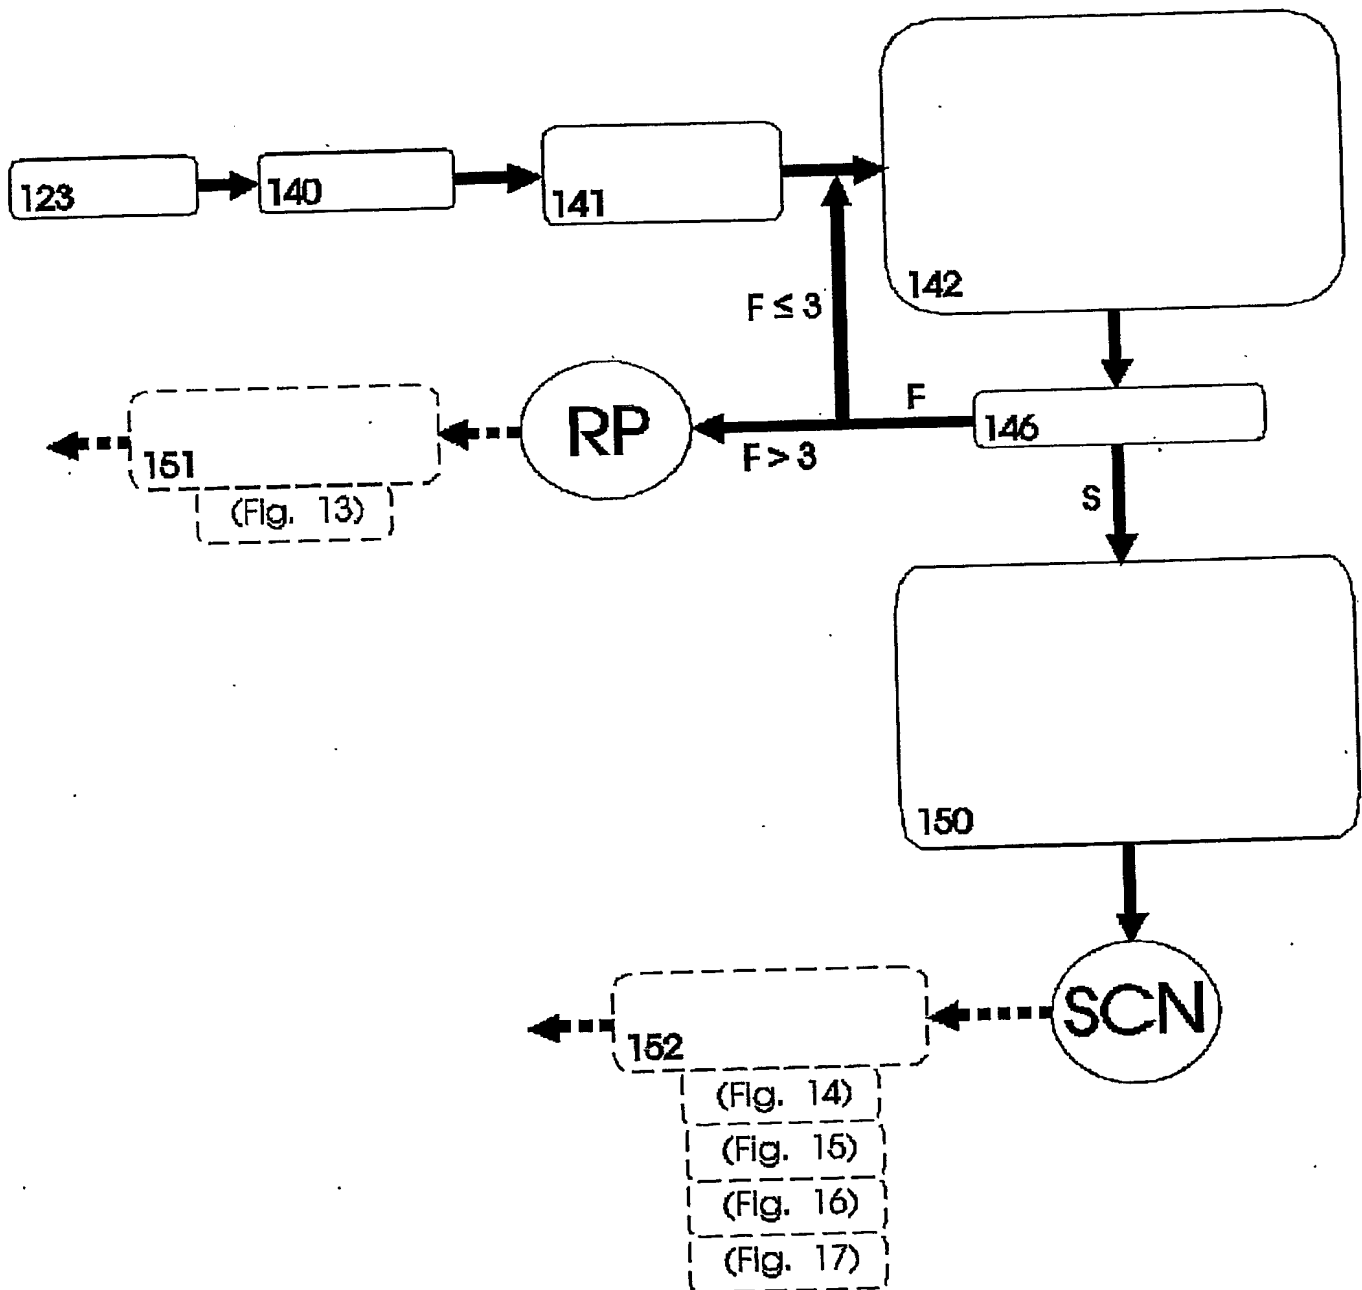 123
140
141
142
F ≤ 3
F
146
RP
F > 3
151
(Fig. 13)
S
150
SCN
152
(Fig. 14)
(Fig. 15)
(Fig. 16)
(Fig. 17)